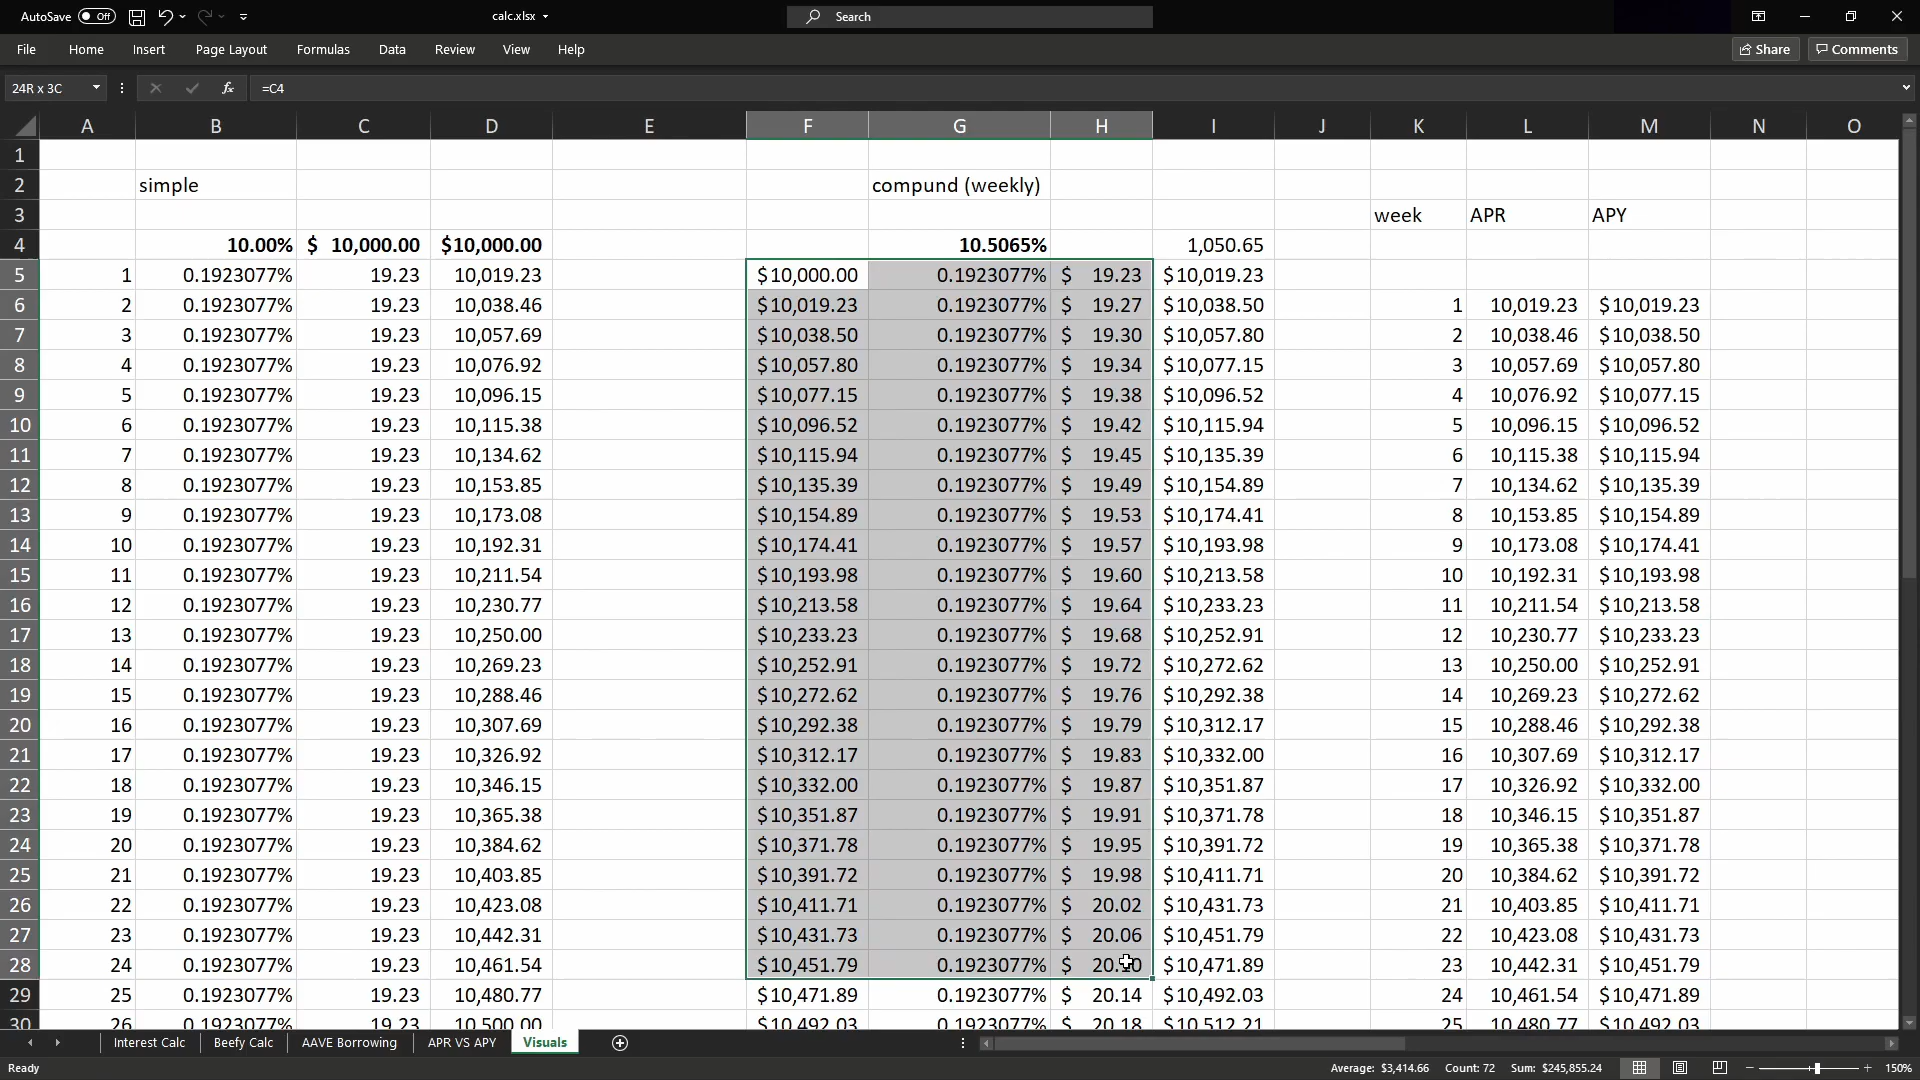 AutoSave Off calc.xlsx Search
File Home Insert Page Layout Formulas Data Review View Help Share Comments
24R x 3C fx =C4
A B C D E F G H I J K L M N O
1
2 simple compund (weekly)
3 week APR APY
4 10.00% $ 10,000.00 $10,000.00 10.5065% 1,050.65
5 1 0.1923077% 19.23 10,019.23 $10,000.00 0.1923077% $ 19.23 $10,019.23
6 2 0.1923077% 19.23 10,038.46 $10,019.23 0.1923077% $ 19.27 $10,038.50 1 10,019.23 $10,019.23
7 3 0.1923077% 19.23 10,057.69 $10,038.50 0.1923077% $ 19.30 $10,057.80 2 10,038.46 $10,038.50
8 4 0.1923077% 19.23 10,076.92 $10,057.80 0.1923077% $ 19.34 $10,077.15 3 10,057.69 $10,057.80
9 5 0.1923077% 19.23 10,096.15 $10,077.15 0.1923077% $ 19.38 $10,096.52 4 10,076.92 $10,077.15
10 6 0.1923077% 19.23 10,115.38 $10,096.52 0.1923077% $ 19.42 $10,115.94 5 10,096.15 $10,096.52
11 7 0.1923077% 19.23 10,134.62 $10,115.94 0.1923077% $ 19.45 $10,135.39 6 10,115.38 $10,115.94
12 8 0.1923077% 19.23 10,153.85 $10,135.39 0.1923077% $ 19.49 $10,154.89 7 10,134.62 $10,135.39
13 9 0.1923077% 19.23 10,173.08 $10,154.89 0.1923077% $ 19.53 $10,174.41 8 10,153.85 $10,154.89
14 10 0.1923077% 19.23 10,192.31 $10,174.41 0.1923077% $ 19.57 $10,193.98 9 10,173.08 $10,174.41
15 11 0.1923077% 19.23 10,211.54 $10,193.98 0.1923077% $ 19.60 $10,213.58 10 10,192.31 $10,193.98
16 12 0.1923077% 19.23 10,230.77 $10,213.58 0.1923077% $ 19.64 $10,233.23 11 10,211.54 $10,213.58
17 13 0.1923077% 19.23 10,250.00 $10,233.23 0.1923077% $ 19.68 $10,252.91 12 10,230.77 $10,233.23
18 14 0.1923077% 19.23 10,269.23 $10,252.91 0.1923077% $ 19.72 $10,272.62 13 10,250.00 $10,252.91
19 15 0.1923077% 19.23 10,288.46 $10,272.62 0.1923077% $ 19.76 $10,292.38 14 10,269.23 $10,272.62
20 16 0.1923077% 19.23 10,307.69 $10,292.38 0.1923077% $ 19.79 $10,312.17 15 10,288.46 $10,292.38
21 17 0.1923077% 19.23 10,326.92 $10,312.17 0.1923077% $ 19.83 $10,332.00 16 10,307.69 $10,312.17
22 18 0.1923077% 19.23 10,346.15 $10,332.00 0.1923077% $ 19.87 $10,351.87 17 10,326.92 $10,332.00
23 19 0.1923077% 19.23 10,365.38 $10,351.87 0.1923077% $ 19.91 $10,371.78 18 10,346.15 $10,351.87
24 20 0.1923077% 19.23 10,384.62 $10,371.78 0.1923077% $ 19.95 $10,391.72 19 10,365.38 $10,371.78
25 21 0.1923077% 19.23 10,403.85 $10,391.72 0.1923077% $ 19.98 $10,411.71 20 10,384.62 $10,391.72
26 22 0.1923077% 19.23 10,423.08 $10,411.71 0.1923077% $ 20.02 $10,431.73 21 10,403.85 $10,411.71
27 23 0.1923077% 19.23 10,442.31 $10,431.73 0.1923077% $ 20.06 $10,451.79 22 10,423.08 $10,431.73
28 24 0.1923077% 19.23 10,461.54 $10,451.79 0.1923077% $ 20.10 $10,471.89 23 10,442.31 $10,451.79
29 25 0.1923077% 19.23 10,480.77 $10,471.89 0.1923077% $ 20.14 $10,492.03 24 10,461.54 $10,471.89
30 26 0.1923077% 19.23 10,500.00 $10,492.03 0.1923077% $ 20.18 $10,512.21 25 10,480.77 $10,492.03
Interest Calc Beefy Calc AAVE Borrowing APR VS APY Visuals
Ready Average: $3,414.66 Count: 72 Sum: $245,855.24 150%